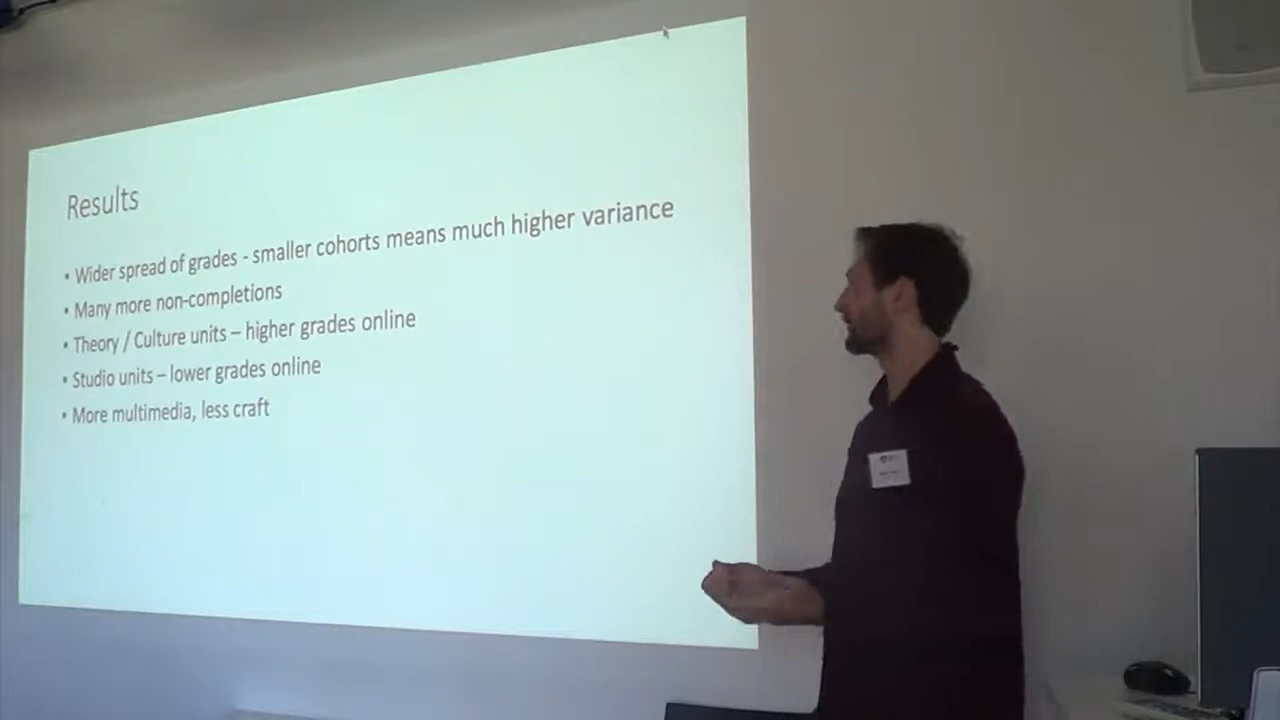 Results
• Wider spread of grades - smaller cohorts means much higher variance
• Many more non-completions
• Theory / Culture units – higher grades online
• Studio units – lower grades online
• More multimedia, less craft